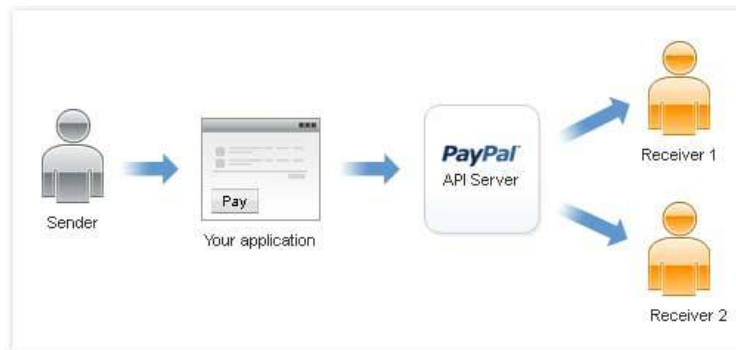 Sender
Pay
Your application
PayPal
API Server
Receiver 1
Receiver 2